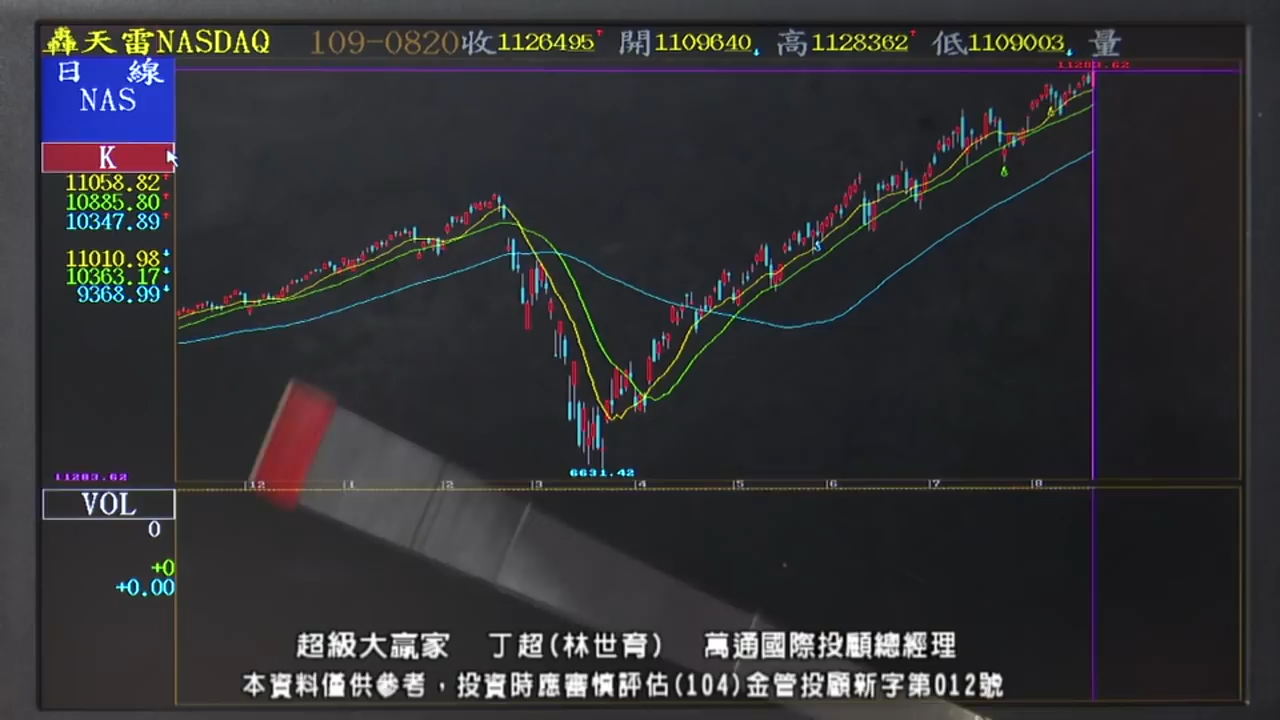 轟天雷NASDAQ 109-0820收1126495↑ 開1109640↓ 高1128362↑ 低1109003↓ 量
日 線
NAS
11283.62
K
11058.82↑
10885.80↑
10347.89↑
11010.98↓
10363.17↓
9368.99↓
6631.42
11283.62
12 1 2 3 4 5 6 7 8
VOL
0
+0
+0.00
超級大贏家 丁超(林世育) 萬通國際投顧總經理
本資料僅供參考,投資時應審慎評估(104)金管投顧新字第012號